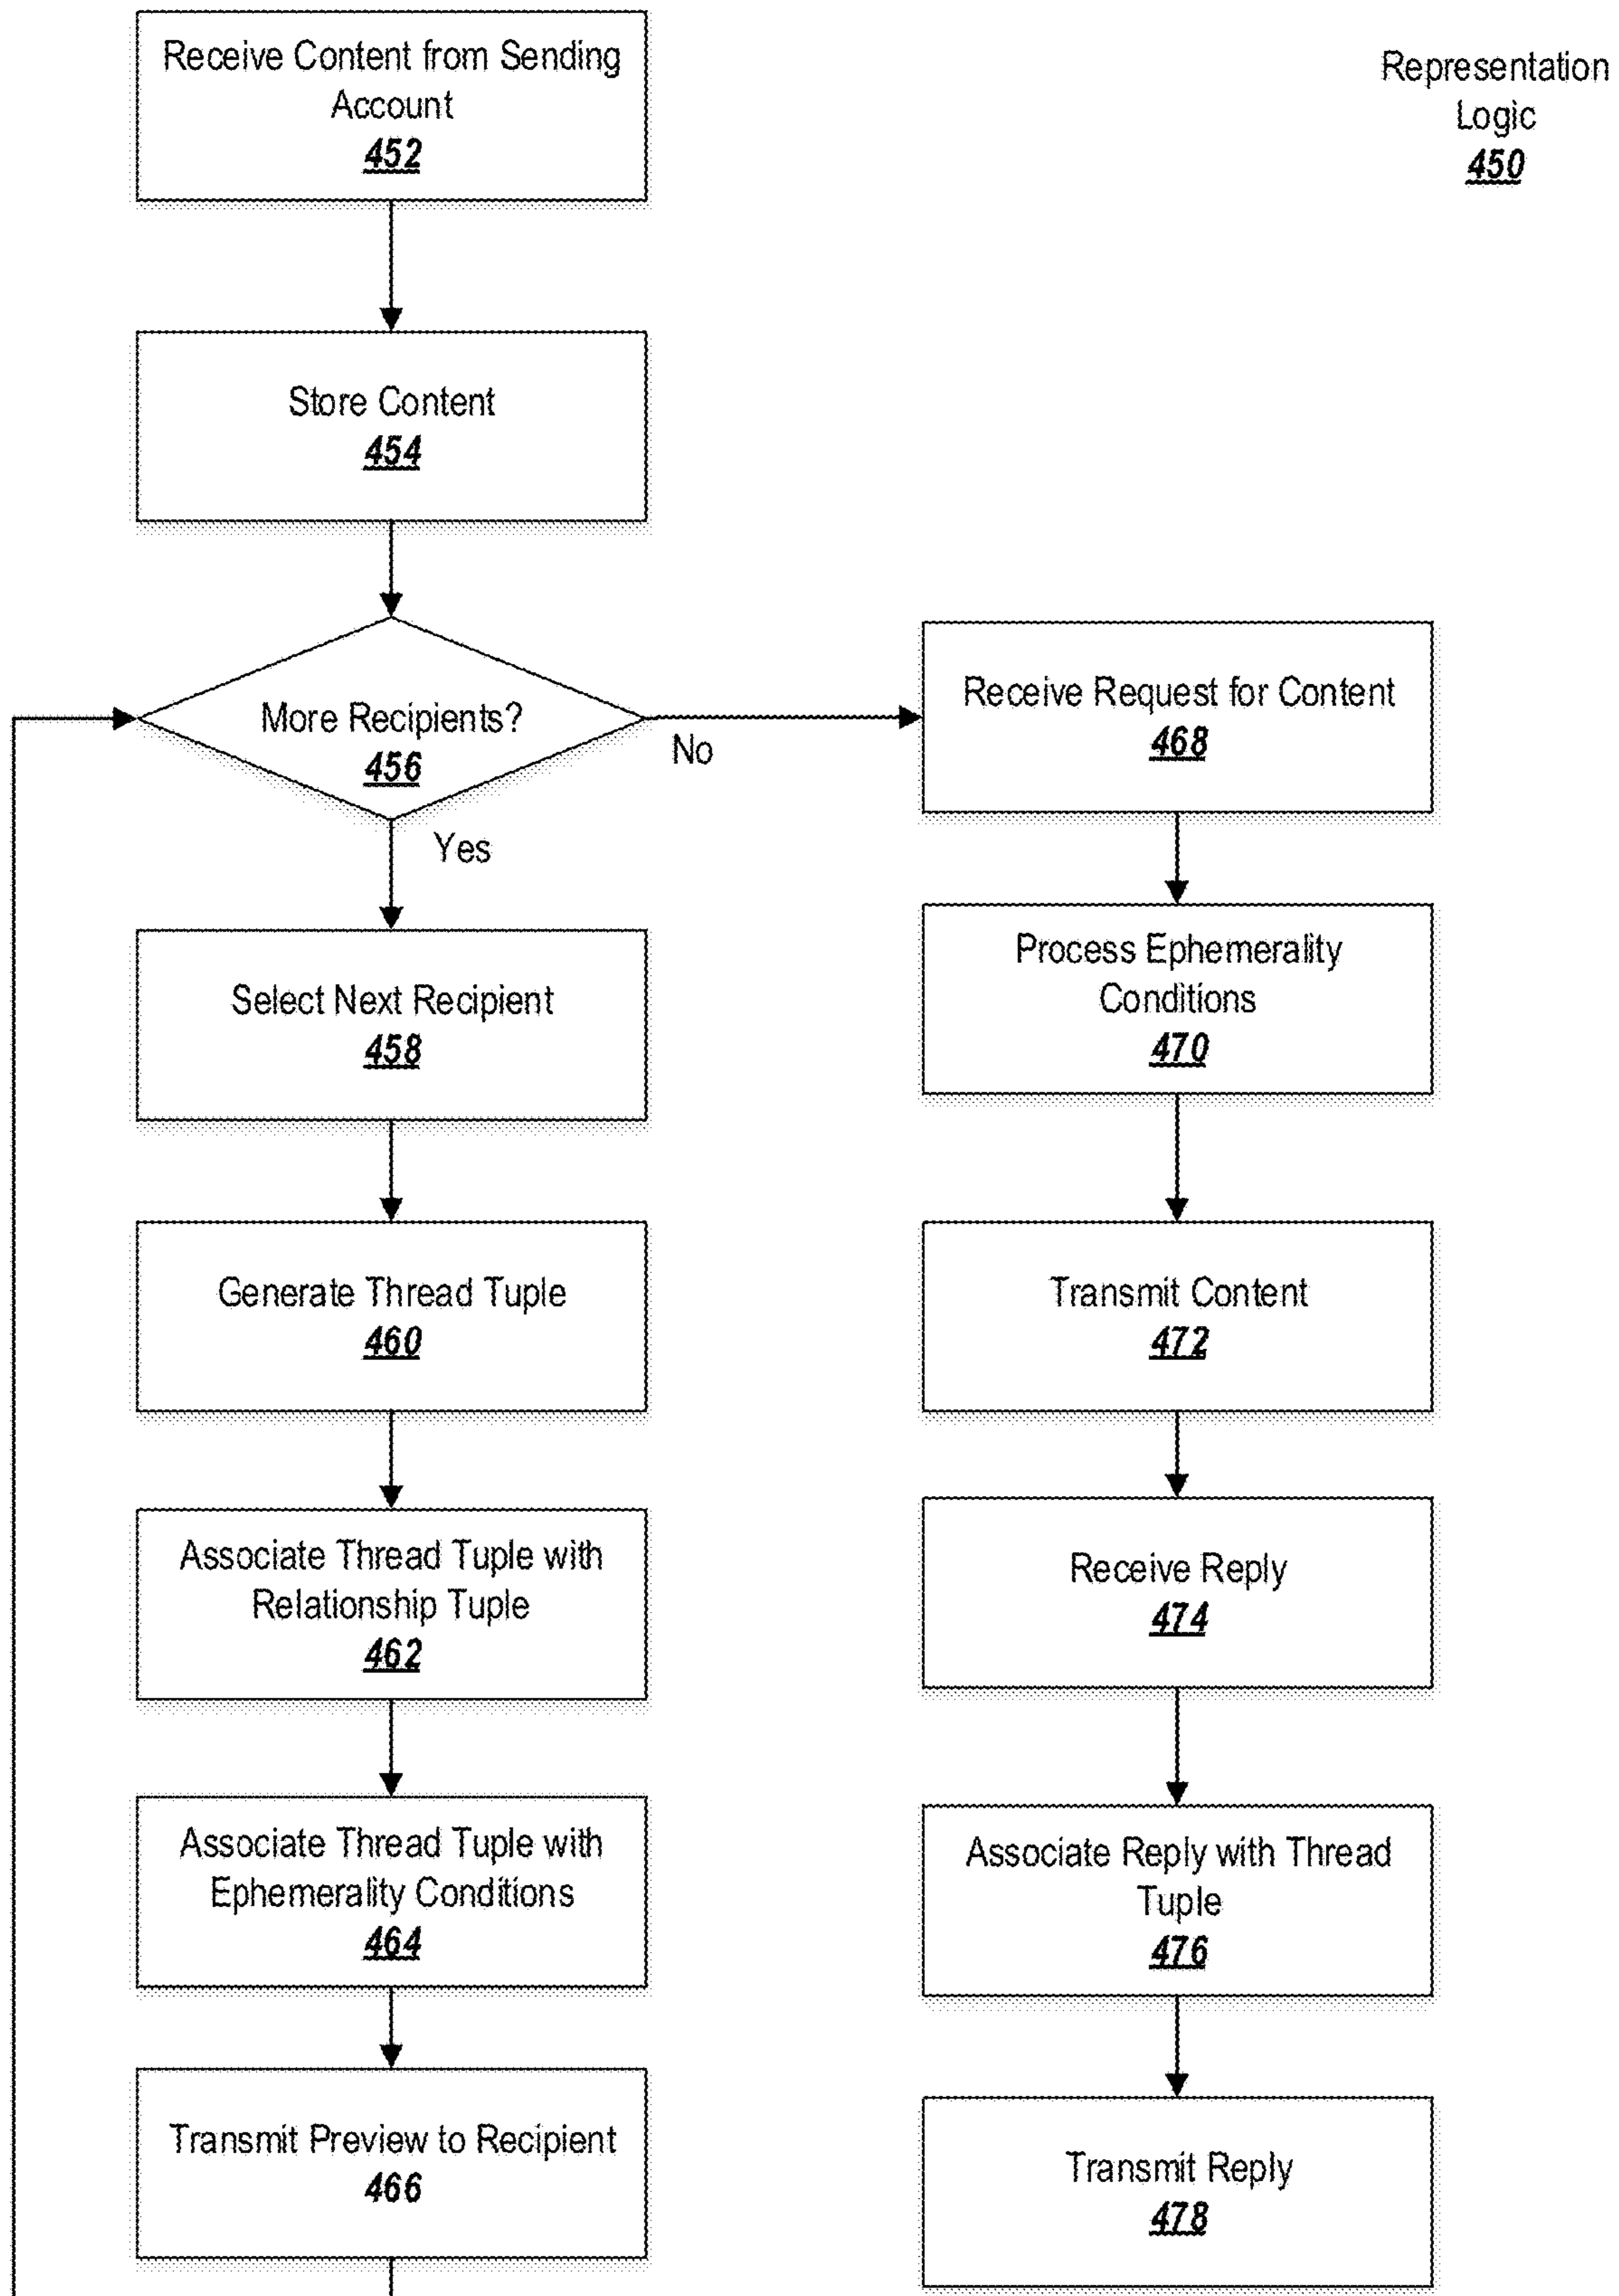 Receive Content from Sending
Account
452
Representation
Logic
450
Store Content
454
More Recipients?
456
No
Yes
Receive Request for Content
468
Select Next Recipient
458
Process Ephemerality
Conditions
470
Generate Thread Tuple
460
Transmit Content
472
Associate Thread Tuple with
Relationship Tuple
462
Receive Reply
474
Associate Thread Tuple with
Ephemerality Conditions
464
Associate Reply with Thread
Tuple
476
Transmit Preview to Recipient
466
Transmit Reply
478